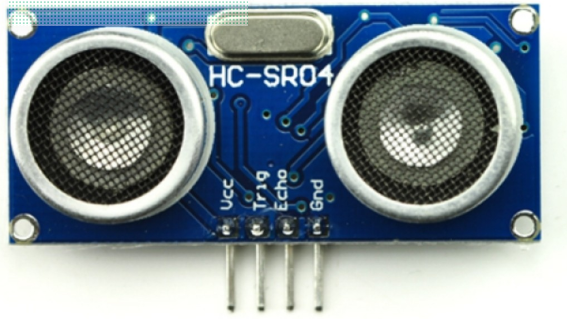 HC-SR04
Vcc
Trig
Echo
Gnd